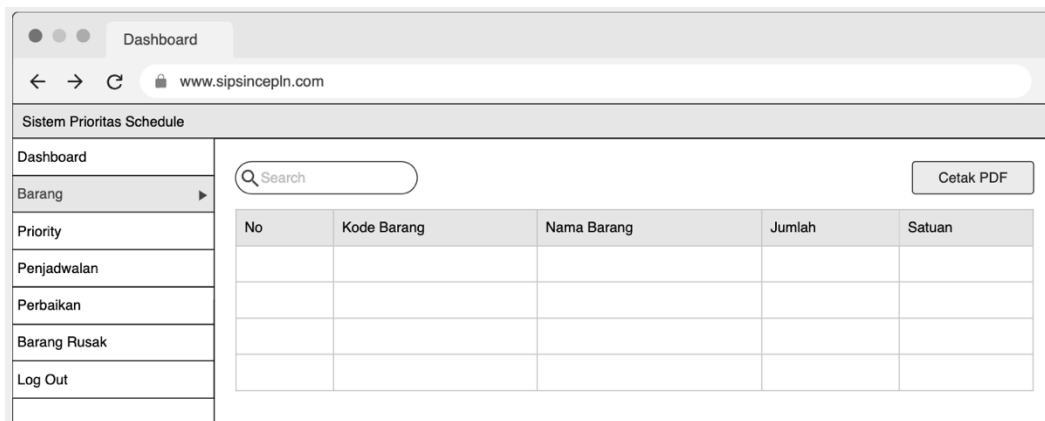 Dashboard
www.sipsincepln.com
Sistem Prioritas Schedule
Dashboard
Barang
Priority
Penjadwalan
Perbaikan
Barang Rusak
Log Out
Search
Cetak PDF
No Kode Barang Nama Barang Jumlah Satuan